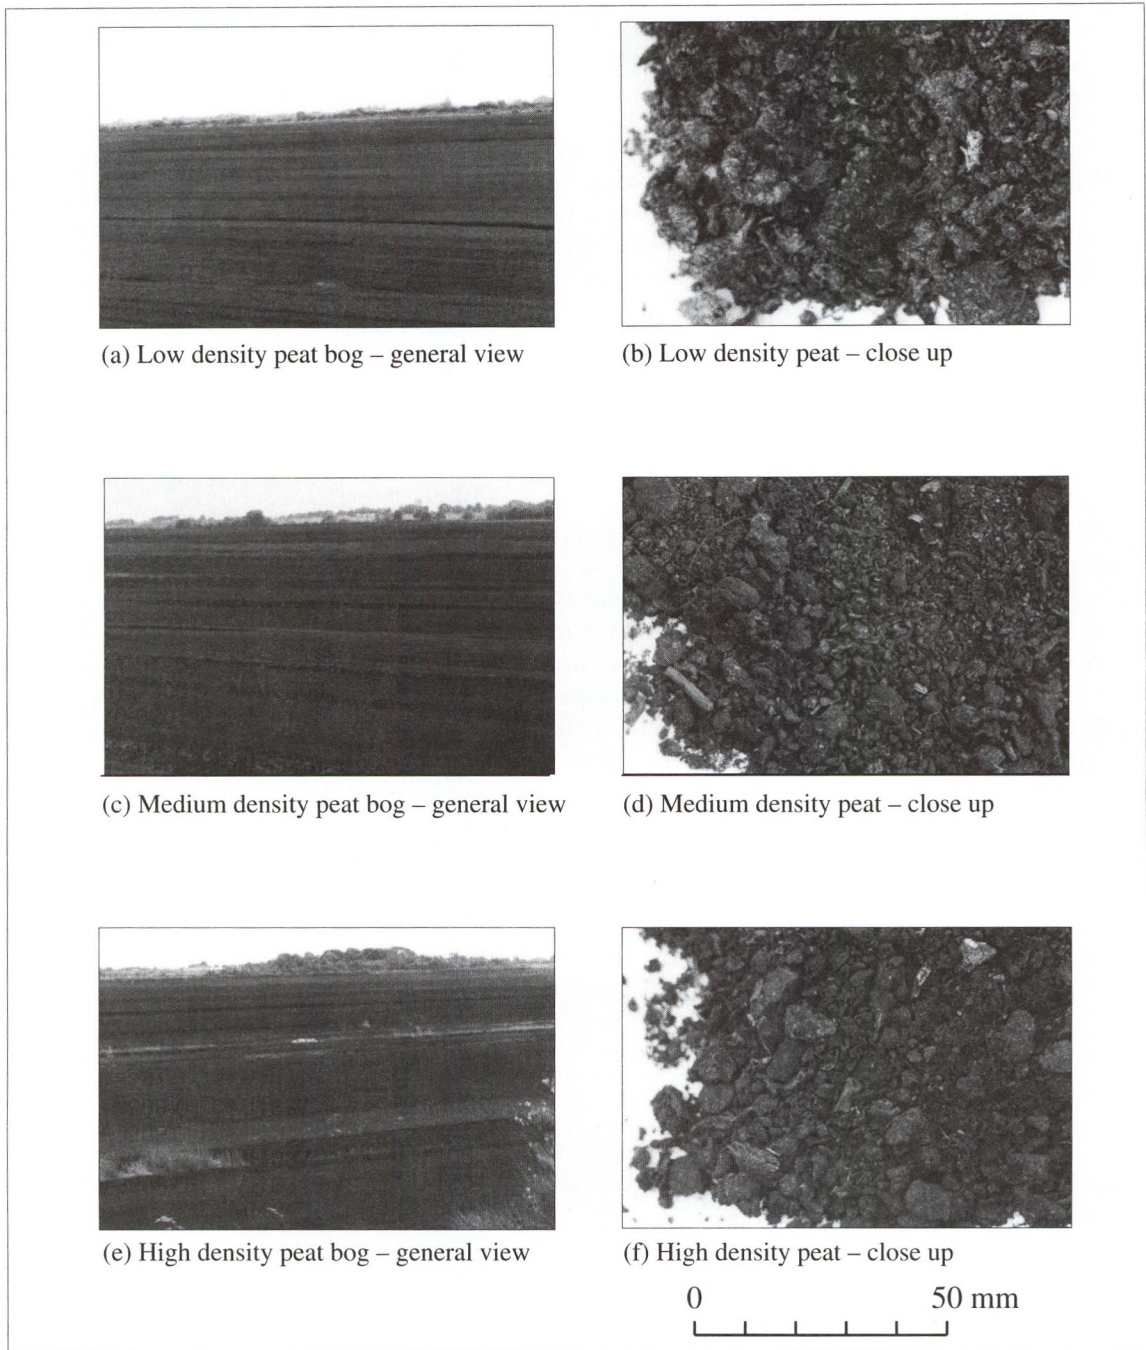 (a) Low density peat bog – general view
(b) Low density peat – close up
(c) Medium density peat bog – general view
(d) Medium density peat – close up
(e) High density peat bog – general view
(f) High density peat – close up
0 50 mm